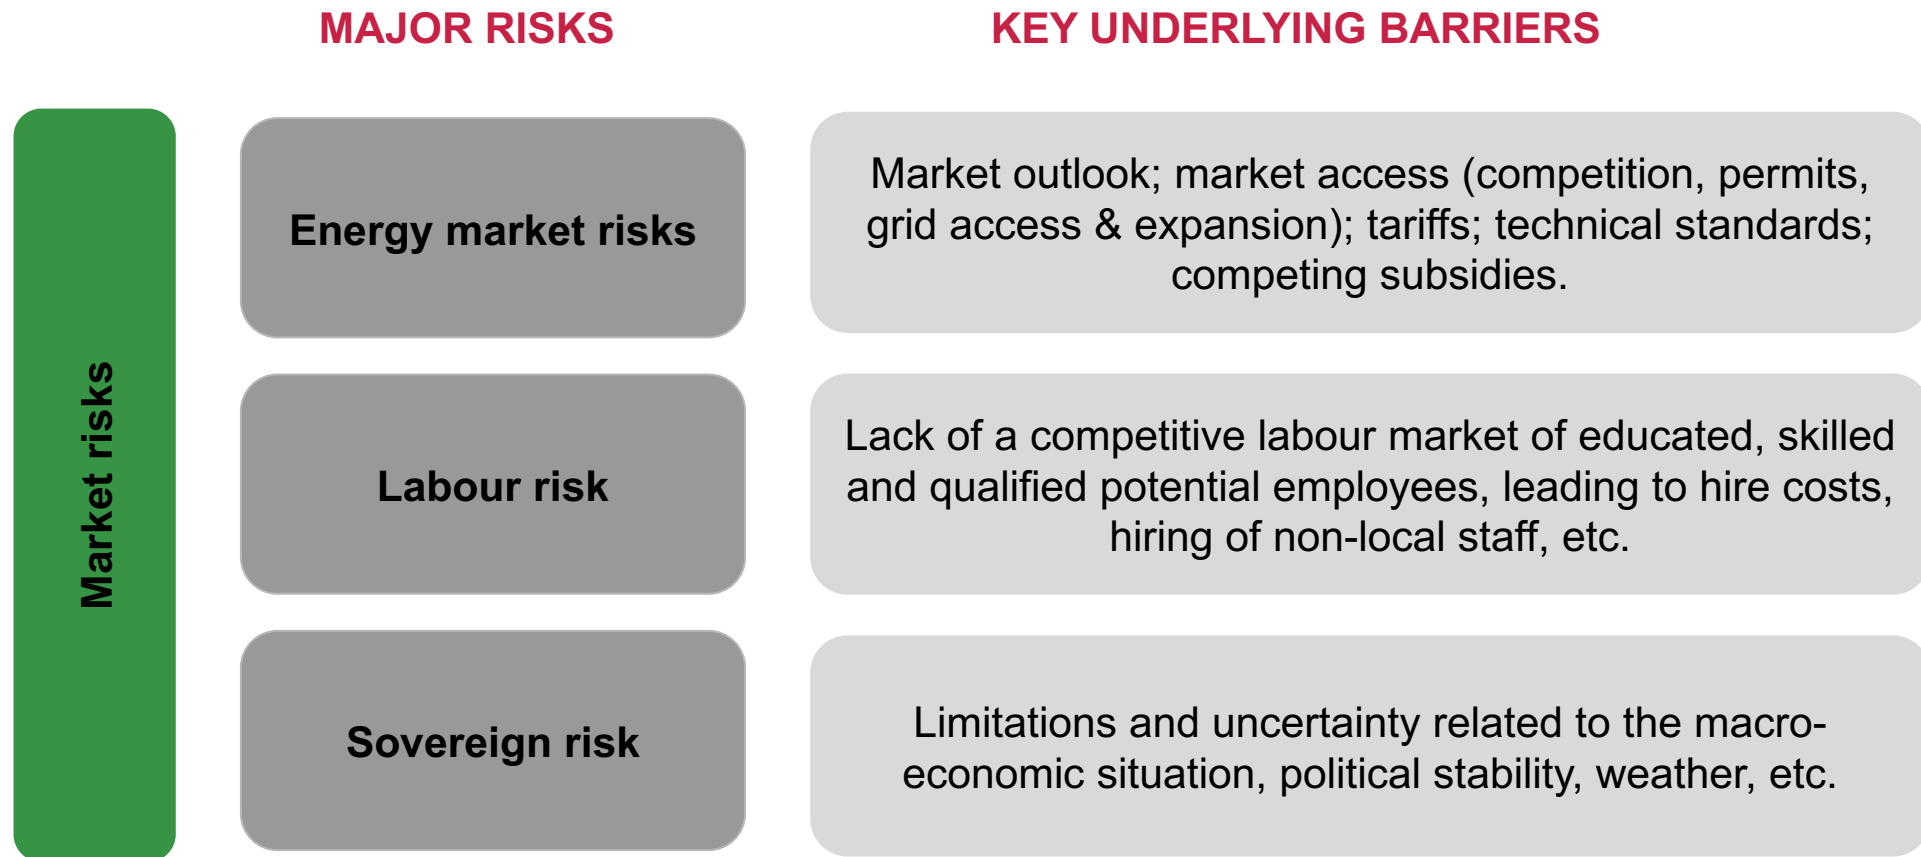 MAJOR RISKS
KEY UNDERLYING BARRIERS
Market risks
Energy market risks
Market outlook; market access (competition, permits,
grid access & expansion); tariffs; technical standards;
competing subsidies.
Labour risk
Lack of a competitive labour market of educated, skilled
and qualified potential employees, leading to hire costs,
hiring of non-local staff, etc.
Sovereign risk
Limitations and uncertainty related to the macro-
economic situation, political stability, weather, etc.